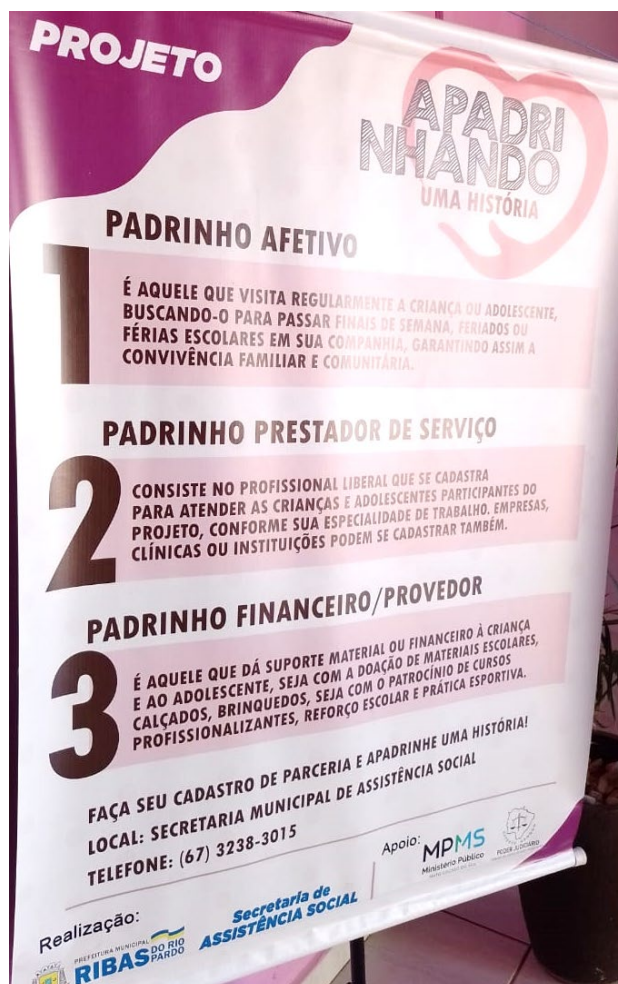 PROJETO
APADRI
NHANDO
UMA HISTÓRIA
PADRINHO AFETIVO
1
É AQUELE QUE VISITA REGULARMENTE A CRIANÇA OU ADOLESCENTE,
BUSCANDO-O PARA PASSAR FINAIS DE SEMANA, FERIADOS OU
FÉRIAS ESCOLARES EM SUA COMPANHIA, GARANTINDO ASSIM A
CONVIVÊNCIA FAMILIAR E COMUNITÁRIA.
PADRINHO PRESTADOR DE SERVIÇO
2
CONSISTE NO PROFISSIONAL LIBERAL QUE SE CADASTRA
PARA ATENDER AS CRIANÇAS E ADOLESCENTES PARTICIPANTES DO
PROJETO, CONFORME SUA ESPECIALIDADE DE TRABALHO. EMPRESAS,
CLÍNICAS OU INSTITUIÇÕES PODEM SE CADASTRAR TAMBÉM.
PADRINHO FINANCEIRO/PROVEDOR
3
É AQUELE QUE DÁ SUPORTE MATERIAL OU FINANCEIRO À CRIANÇA
E AO ADOLESCENTE, SEJA COM A DOAÇÃO DE MATERIAIS ESCOLARES,
CALÇADOS, BRINQUEDOS, SEJA COM O PATROCÍNIO DE CURSOS
PROFISSIONALIZANTES, REFORÇO ESCOLAR E PRÁTICA ESPORTIVA.
FAÇA SEU CADASTRO DE PARCERIA E APADRINHE UMA HISTÓRIA!
LOCAL: SECRETARIA MUNICIPAL DE ASSISTÊNCIA SOCIAL
TELEFONE: (67) 3238-3015
Realização:
PREFEITURA MUNICIPAL
RIBAS DO RIO
PARDO
Secretaria de
ASSISTÊNCIA SOCIAL
Apoio:
MPMS
Ministério Público
PODER JUDICIÁRIO